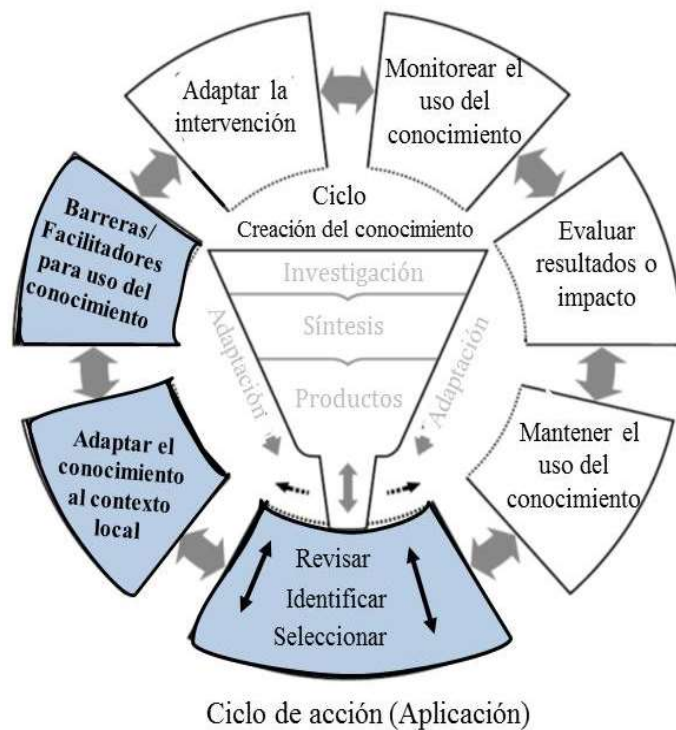 Adaptar la
intervención
Monitorear el
uso del
conocimiento
Barreras/
Facilitadores
para uso del
conocimiento
Ciclo
Creación del conocimiento
Evaluar
resultados o
impacto
Investigación
Síntesis
Productos
Adaptación
Adaptación
Adaptar el
conocimiento
al contexto
local
Mantener el
uso del
conocimiento
Revisar
Identificar
Seleccionar
Ciclo de acción (Aplicación)